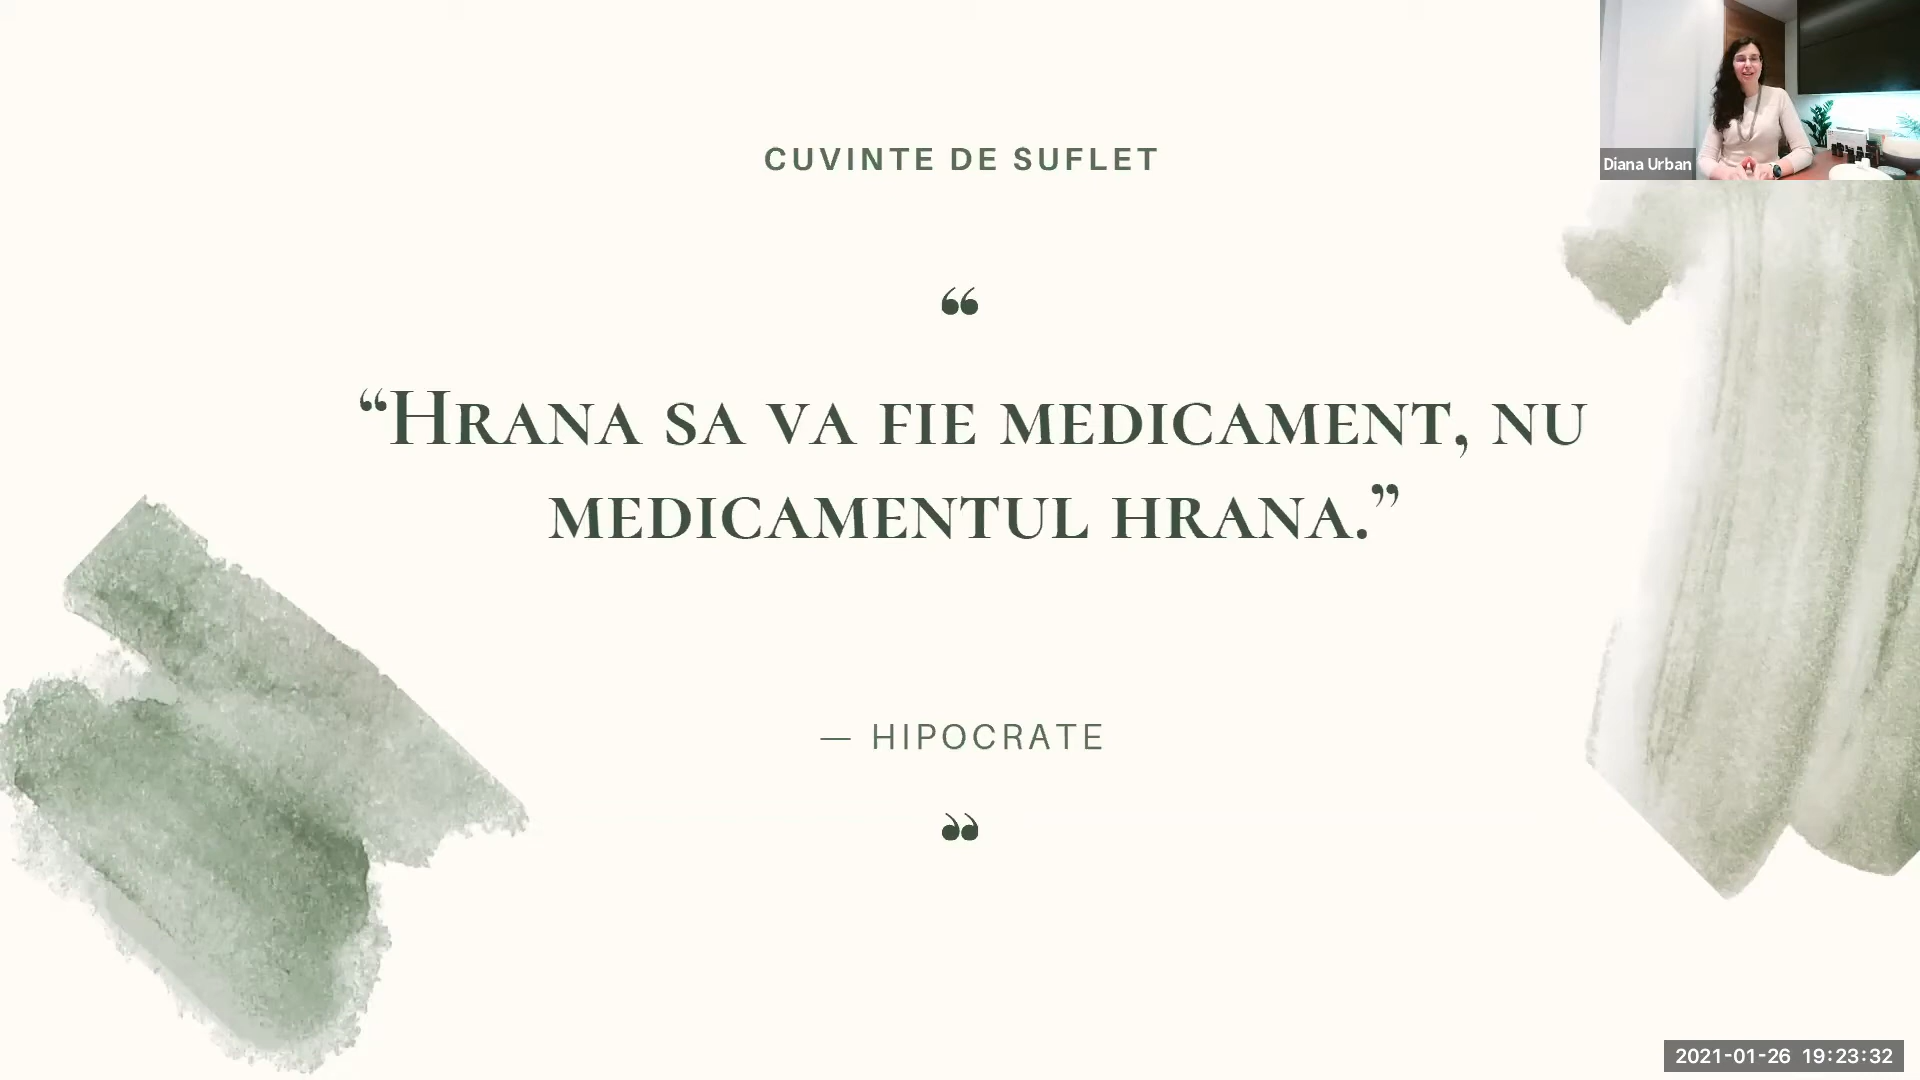 CUVINTE DE SUFLET
Diana Urban
❝
“Hrana sa va fie medicament, nu
medicamentul hrana.”
— HIPOCRATE
❞
2021-01-26 19:23:32